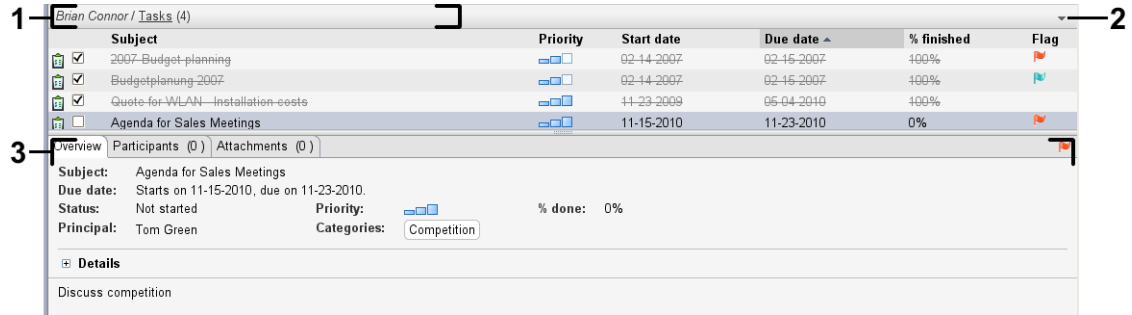 1 Brian Connor / Tasks (4) 2
Subject Priority Start date Due date % finished Flag
2007 Budget planning 02-14-2007 02-15-2007 100%
Budgetplanung 2007 02-14-2007 02-15-2007 100%
Quote for WLAN - Installation costs 11-23-2009 05-04-2010 100%
Agenda for Sales Meetings 11-15-2010 11-23-2010 0%
3 Overview Participants (0) Attachments (0)
Subject: Agenda for Sales Meetings
Due date: Starts on 11-15-2010, due on 11-23-2010.
Status: Not started Priority: % done: 0%
Principal: Tom Green Categories: Competition
Details
Discuss competition